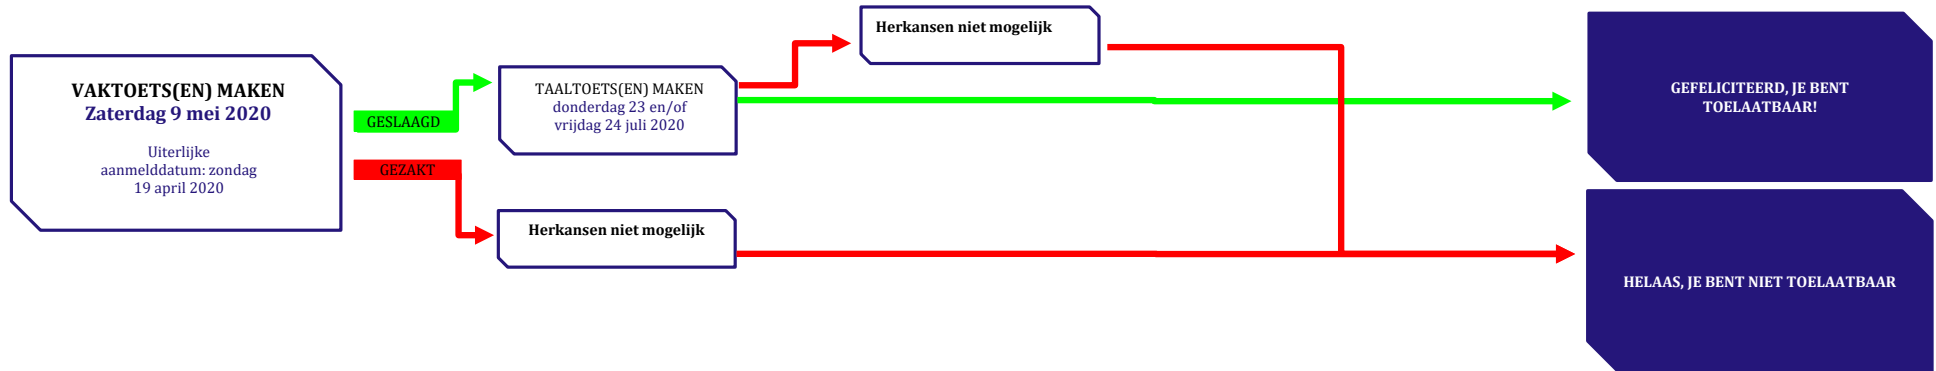 VAKTOETS(EN) MAKEN
Zaterdag 9 mei 2020
Uiterlijke
aanmelddatum: zondag
19 april 2020
GESLAAGD
GEZAKT
TAALTOETS(EN) MAKEN
donderdag 23 en/of
vrijdag 24 juli 2020
Herkansen niet mogelijk
Herkansen niet mogelijk
GEFELICITEERD, JE BENT
TOELAATBAAR!
HELAAS, JE BENT NIET TOELAATBAAR